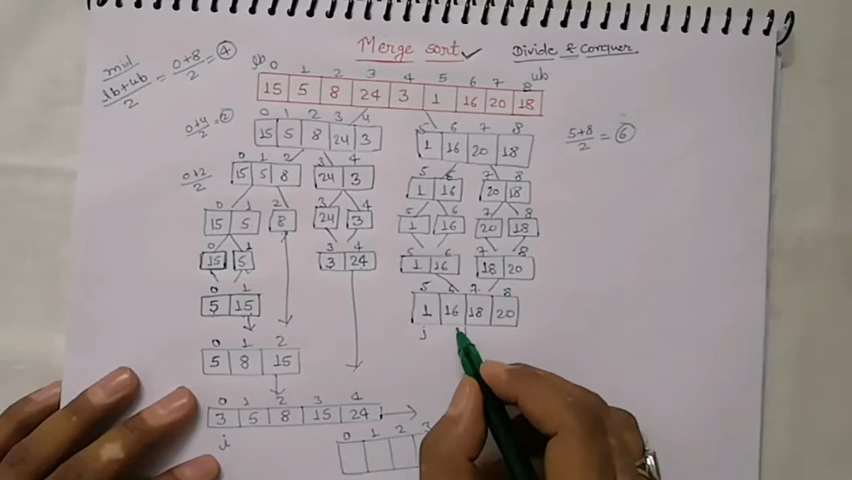 Merge sort ✓ Divide & Conquer
mid
lb+ub/2 = 0+8/2 = 4
lb 0 1 2 3 4 5 6 7 8 ub
15 5 8 24 3 1 16 20 18
0+4/2 = 2
0 1 2 3 4
15 5 8 24 3
5 6 7 8
1 16 20 18
5+8/2 = 6
0+2/2
0 1 2
15 5 8
3 4
24 3
5 6
1 16
7 8
20 18
0 1
15 5
2
8
3
24
4
3
5
1
6
16
7
20
8
18
0
15
1
5
3 4
3 24
5 6
1 16
7 8
18 20
0 1
5 15
5 6 7 8
1 16 18 20
j
0 1 2
5 8 15
0 1 2 3 4
3 5 8 15 24
i
0 1 2 3